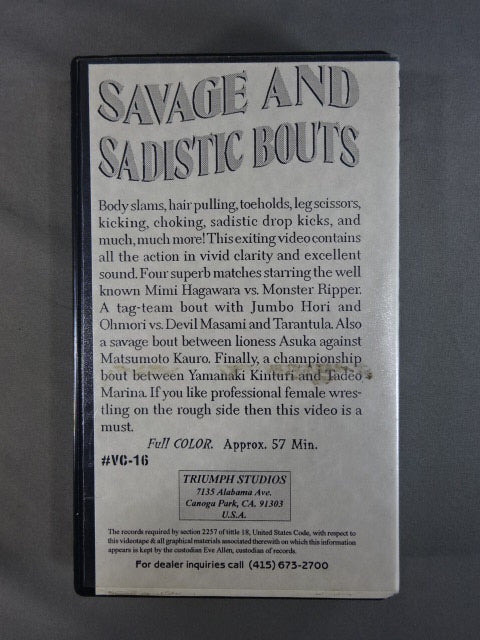 SAVAGE AND
SADISTIC BOUTS
Body slams, hair pulling, toeholds, leg scissors,
kicking, choking, sadistic drop kicks, and
much, much more! This exiting video contains
all the action in vivid clarity and excellent
sound. Four superb matches starring the well
known Mimi Hagawara vs. Monster Ripper.
A tag-team bout with Jumbo Hori and
Ohmori vs. Devil Masami and Tarantula. Also
a savage bout between lioness Asuka against
Matsumoto Kauro. Finally, a championship
bout between Yamanaki Kinturi and Tadeo
Marina. If you like professional female wres-
tling on the rough side then this video is a
must.
Full COLOR. Approx. 57 Min.
#VC-16
TRIUMPH STUDIOS
7135 Alabama Ave.
Canoga Park, CA. 91303
U.S.A.
The records required by section 2257 of tittle 18, United States Code, with respect to
this videotape & all graphical materials associated therewith on which this information
appears is kept by the custodian Eve Allen, custodian of records.
For dealer inquiries call (415) 673-2700